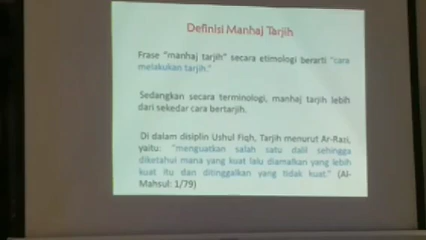 Definisi Manhaj Tarjih
Frase "manhaj tarjih" secara etimologi berarti "cara
melakukan tarjih."
Sedangkan secara terminologi, manhaj tarjih lebih
dari sekedar cara bertarjih.
Di dalam disiplin Ushul Fiqh, Tarjih menurut Ar-Rasi,
yaitu: "menguatkan salah satu dalil sehingga
diketahui mana yang kuat lalu diamalkan yang lebih
kuat itu dan ditinggalkan yang tidak kuat." (Al-
Mahsul: 1/79)